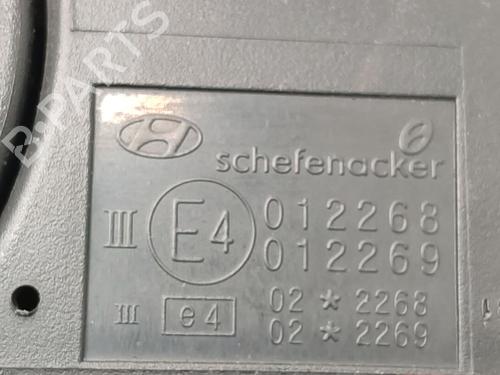 B-PARTS
schefenacker
III E4 012268
012269
III e4 02*2268
02*2269